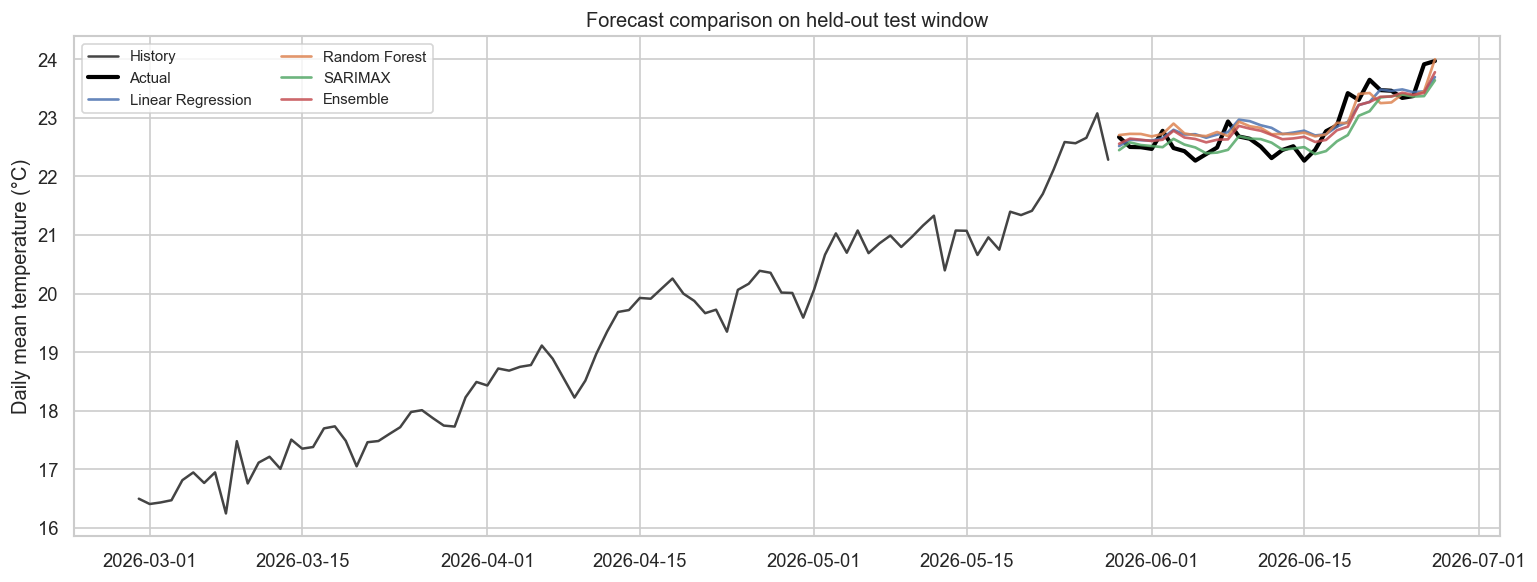 Forecast comparison on held-out test window
History
Actual
Linear Regression
Random Forest
SARIMAX
Ensemble
Daily mean temperature (°C)
24
23
22
21
20
19
18
17
16
2026-03-01
2026-03-15
2026-04-01
2026-04-15
2026-05-01
2026-05-15
2026-06-01
2026-06-15
2026-07-01